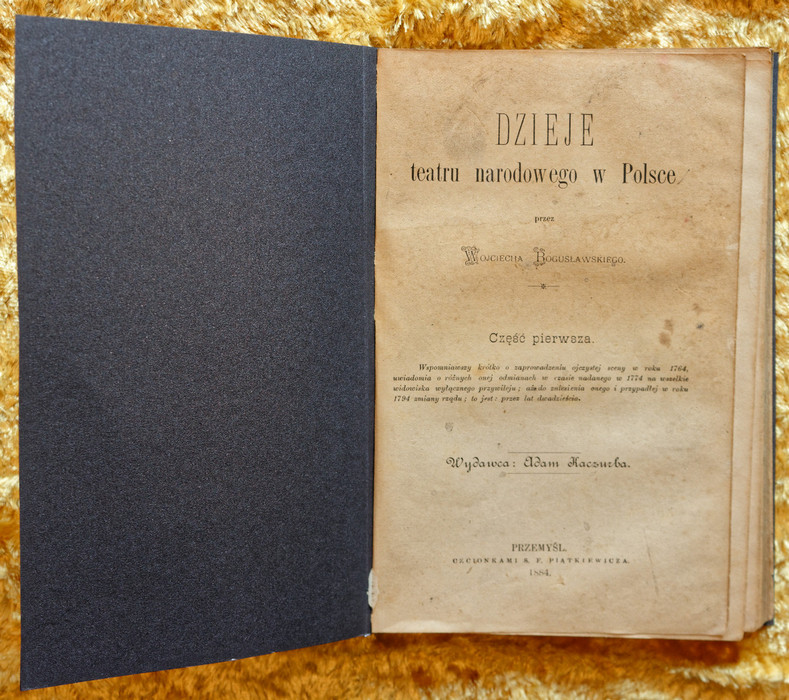 DZIEJE
teatru narodowego w Polsce
przez
Wojciecha Bogusławskiego.
Część pierwsza.
Wspomniawszy krótko o zaprowadzeniu ojczystej sceny w roku 1764,
uwiadomia o różnych onej odmianach w czasie nadanego w 1774 na wszelkie
widowiska wyłącznego przywileju; aż do zniesienia onego i przypadłej w roku
1794 zmiany rządu; to jest: przez lat dwadzieścia.
Wydawca: Adam Kaczurba.
PRZEMYŚL.
CZCIONKAMI S. F. PIĄTKIEWICZA.
1884.